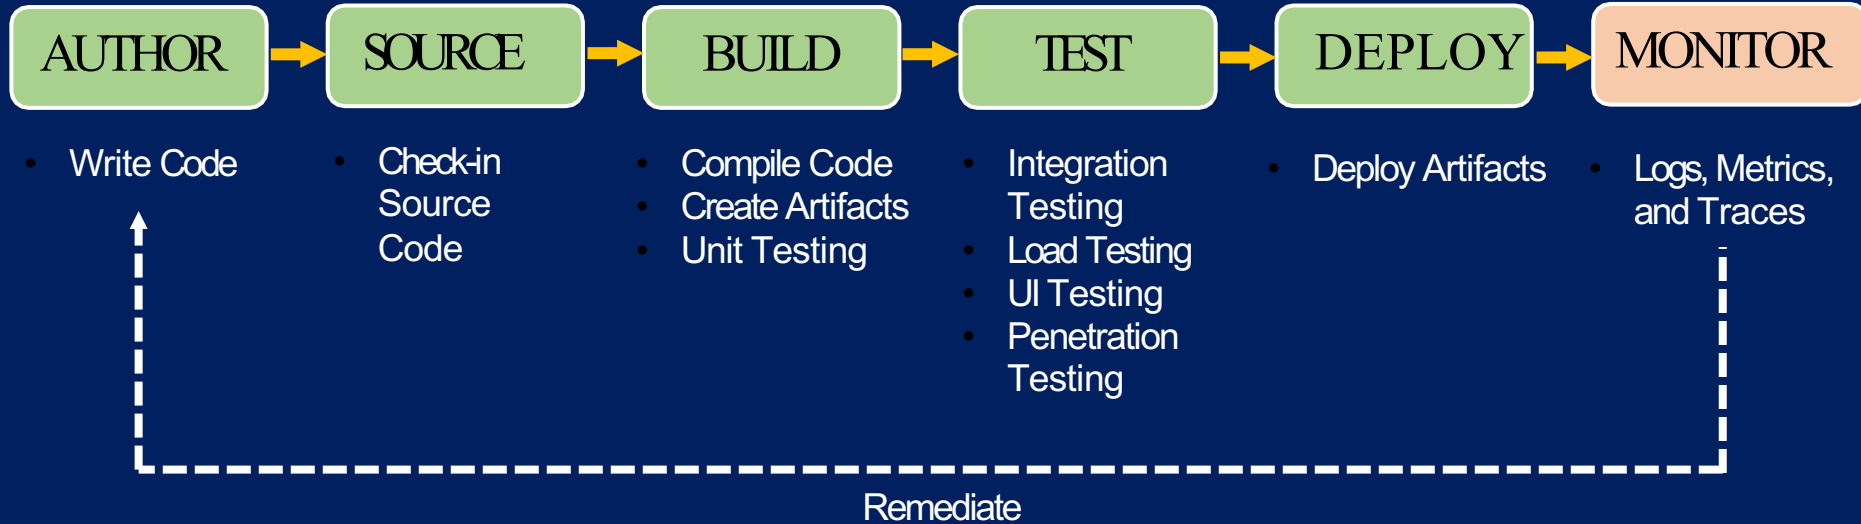 AUTHOR
SOURCE
BUILD
TEST
DEPLOY
MONITOR
• Write Code
• Check-in
Source
Code
• Compile Code
• Create Artifacts
• Unit Testing
• Integration
Testing
• Load Testing
• UI Testing
• Penetration
Testing
• Deploy Artifacts
• Logs, Metrics,
and Traces
Remediate